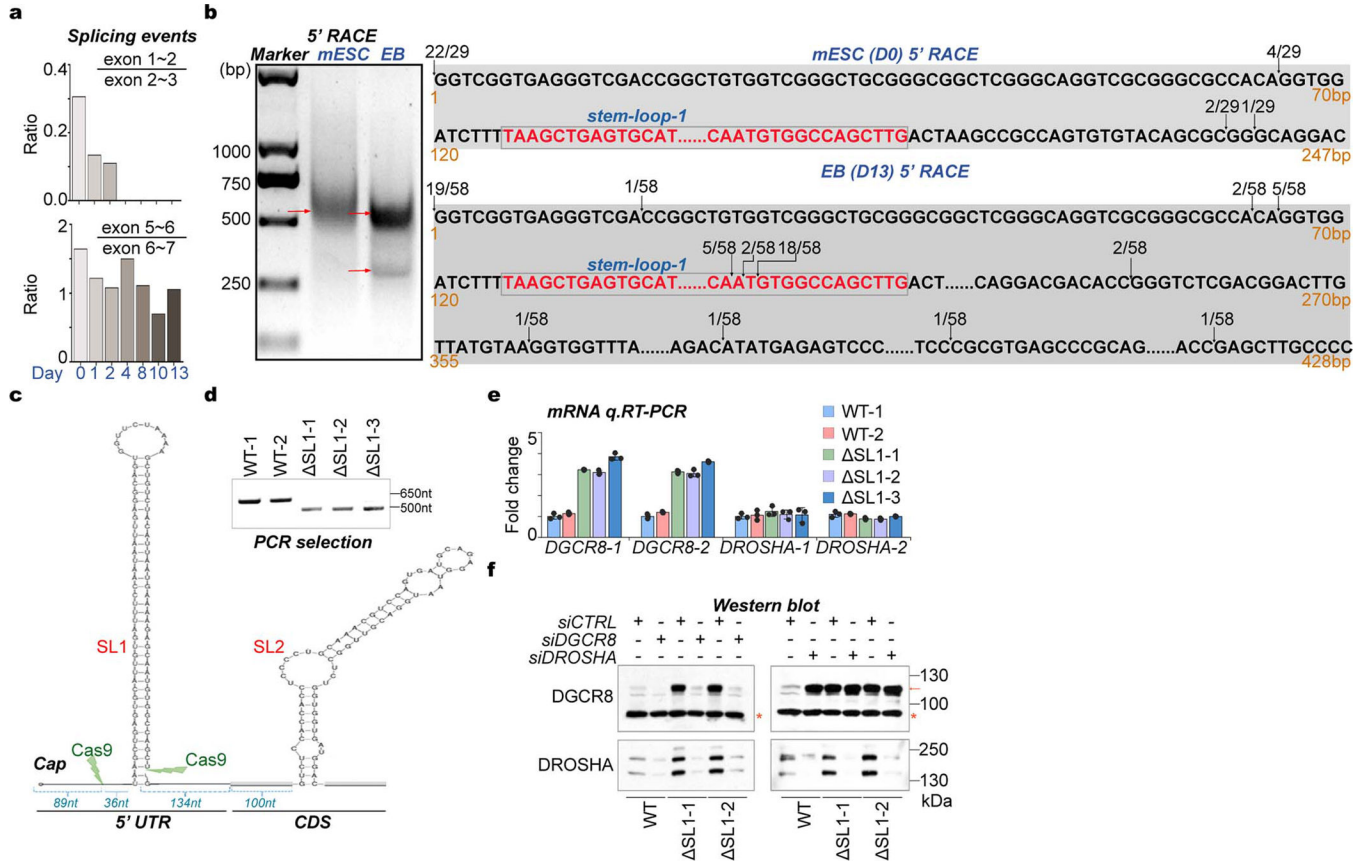 a
Splicing events
exon 1~2
exon 2~3
0.4
Ratio
0.0
exon 5~6
exon 6~7
2
Ratio
1
0
Day 0 1 2 4 8 10 13
b
5' RACE
Marker mESC EB
(bp)
1000
750
500
250
mESC (D0) 5' RACE
22/29 4/29
GGTCGGTGAGGGTCGACCGGCTGTGGTCGGGCTGCGGGCGGCTCGGGCAGGTCGCGGGCGCCACAGGTGG
1 70bp
2/29 1/29
stem-loop-1
ATCTTTTAAGCTGAGTGCAT......CAATGTGGCCAGCTTGACTAAGCCGCCAGTGTGTACAGCGCGGGCAGGAC
120 247bp
EB (D13) 5' RACE
19/58 1/58 2/58 5/58
GGTCGGTGAGGGTCGACCGGCTGTGGTCGGGCTGCGGGCGGCTCGGGCAGGTCGCGGGCGCCACAGGTGG
1 70bp
5/58 2/58 18/58 2/58
stem-loop-1
ATCTTTTAAGCTGAGTGCAT......CAATGTGGCCAGCTTGACT......CAGGACGACACCGGGTCTCGACGGACTTG
120 270bp
1/58 1/58 1/58 1/58
TTATGTAAGGTGGTTTA......AGACATATGAGAGTCCC......TCCCGCGTGAGCCCGCAG......ACCGAGCTTGCCCC
355 428bp
c
SL1
SL2
Cas9
Cas9
Cap
89nt 36nt 134nt 100nt
5' UTR CDS
d
WT-1 WT-2 ΔSL1-1 ΔSL1-2 ΔSL1-3
650nt
500nt
PCR selection
e
mRNA q.RT-PCR
WT-1
WT-2
ΔSL1-1
ΔSL1-2
ΔSL1-3
5
Fold change
0
DGCR8-1 DGCR8-2 DROSHA-1 DROSHA-2
f
Western blot
siCTRL + - + - + - + - + - + -
siDGCR8 - + - + - + - - - - - -
siDROSHA - - - - - - - + - + - +
DGCR8
130
100
* *
DROSHA
250
130
kDa
WT ΔSL1-1 ΔSL1-2 WT ΔSL1-1 ΔSL1-2